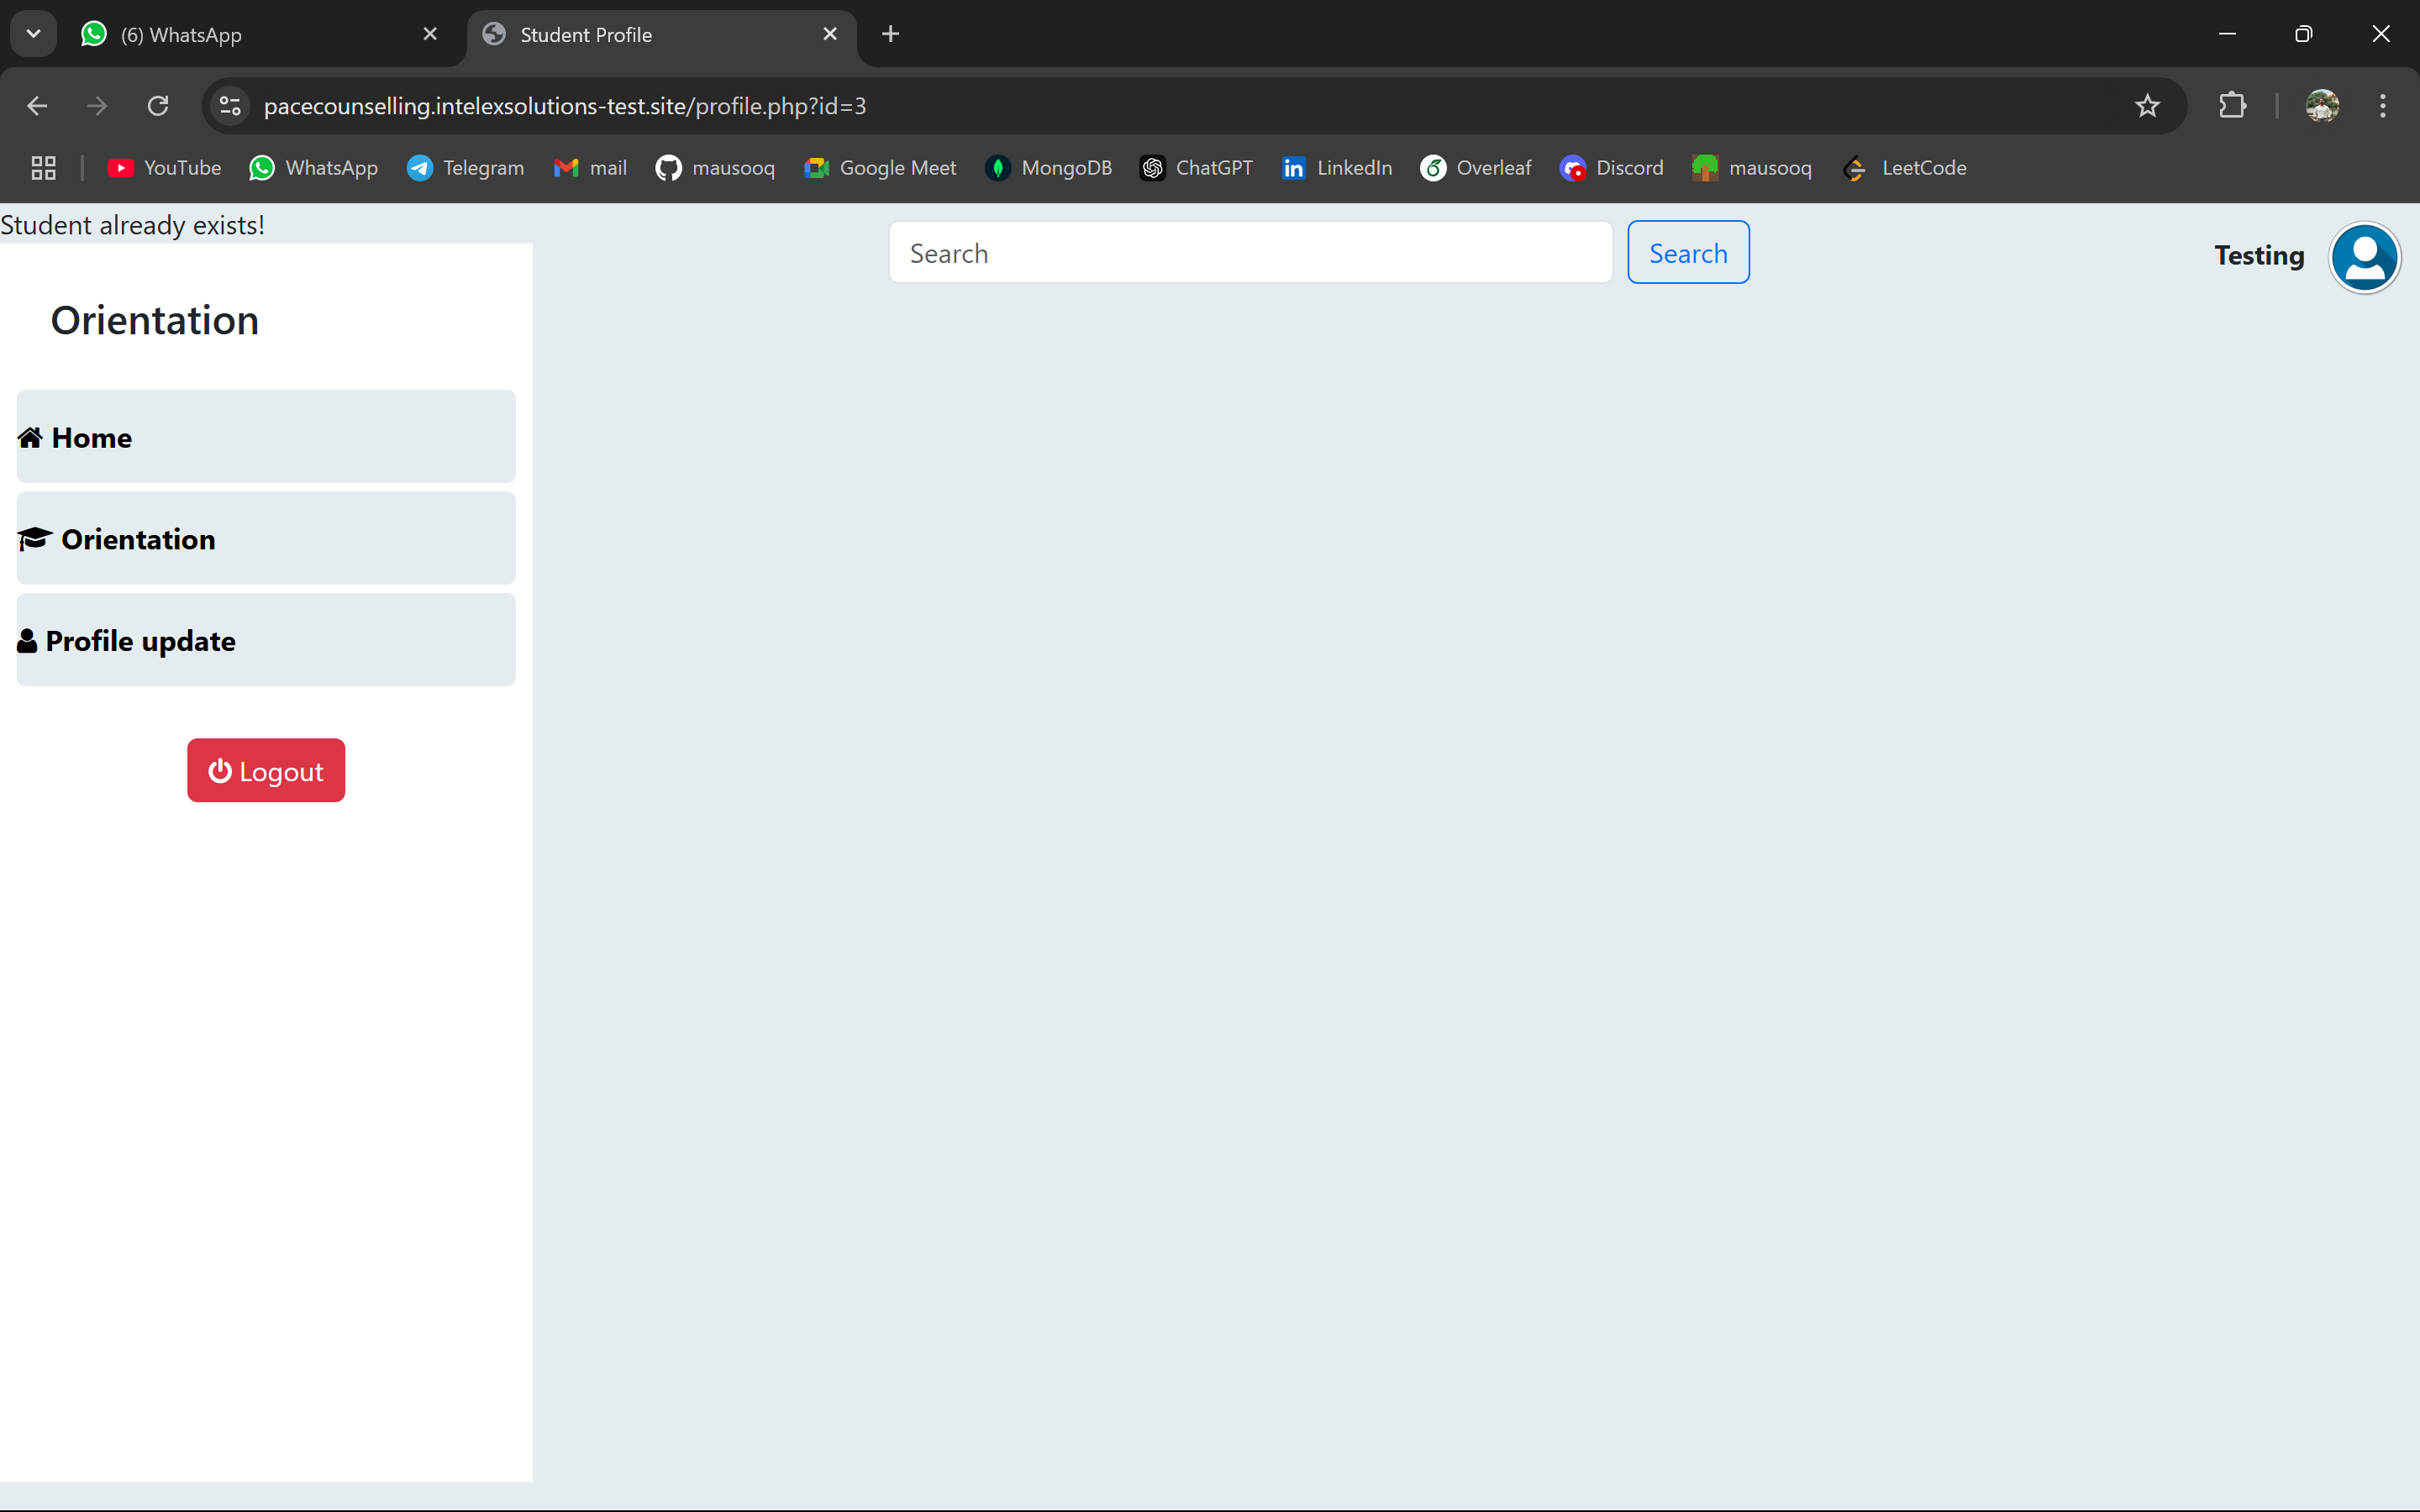 (6) WhatsApp
Student Profile
pacecounselling.intelexsolutions-test.site/profile.php?id=3
YouTube
WhatsApp
Telegram
mail
mausooq
Google Meet
MongoDB
ChatGPT
LinkedIn
Overleaf
Discord
mausooq
LeetCode
Student already exists!
Search
Search
Testing
Orientation
Home
Orientation
Profile update
Logout